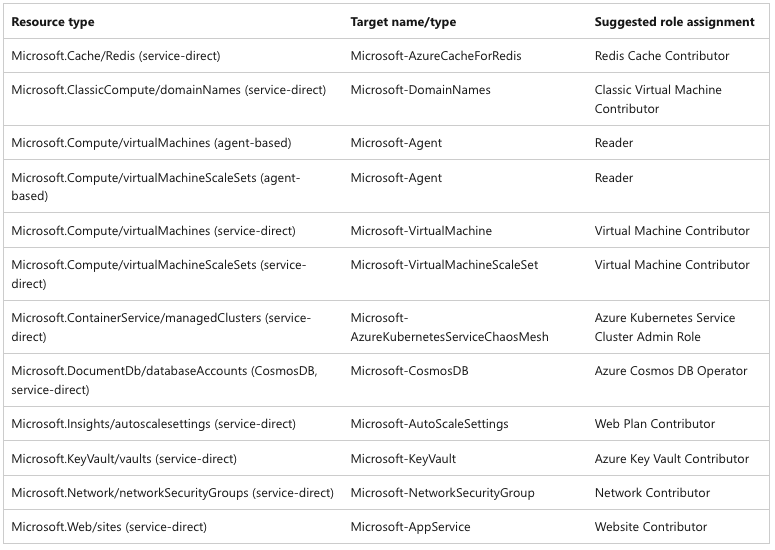 Resource type Target name/type Suggested role assignment
Microsoft.Cache/Redis (service-direct) Microsoft-AzureCacheForRedis Redis Cache Contributor
Microsoft.ClassicCompute/domainNames (service-direct) Microsoft-DomainNames Classic Virtual Machine
Contributor
Microsoft.Compute/virtualMachines (agent-based) Microsoft-Agent Reader
Microsoft.Compute/virtualMachineScaleSets (agent- Microsoft-Agent Reader
based)
Microsoft.Compute/virtualMachines (service-direct) Microsoft-VirtualMachine Virtual Machine Contributor
Microsoft.Compute/virtualMachineScaleSets (service- Microsoft-VirtualMachineScaleSet Virtual Machine Contributor
direct)
Microsoft.ContainerService/managedClusters (service- Microsoft- Azure Kubernetes Service
direct) AzureKubernetesServiceChaosMesh Cluster Admin Role
Microsoft.DocumentDb/databaseAccounts (CosmosDB, Microsoft-CosmosDB Azure Cosmos DB Operator
service-direct)
Microsoft.Insights/autoscalesettings (service-direct) Microsoft-AutoScaleSettings Web Plan Contributor
Microsoft.KeyVault/vaults (service-direct) Microsoft-KeyVault Azure Key Vault Contributor
Microsoft.Network/networkSecurityGroups (service-direct) Microsoft-NetworkSecurityGroup Network Contributor
Microsoft.Web/sites (service-direct) Microsoft-AppService Website Contributor